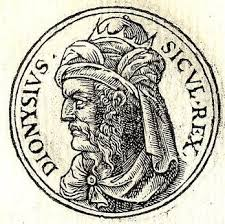 DIONYSIVS · SICVL · REX ·